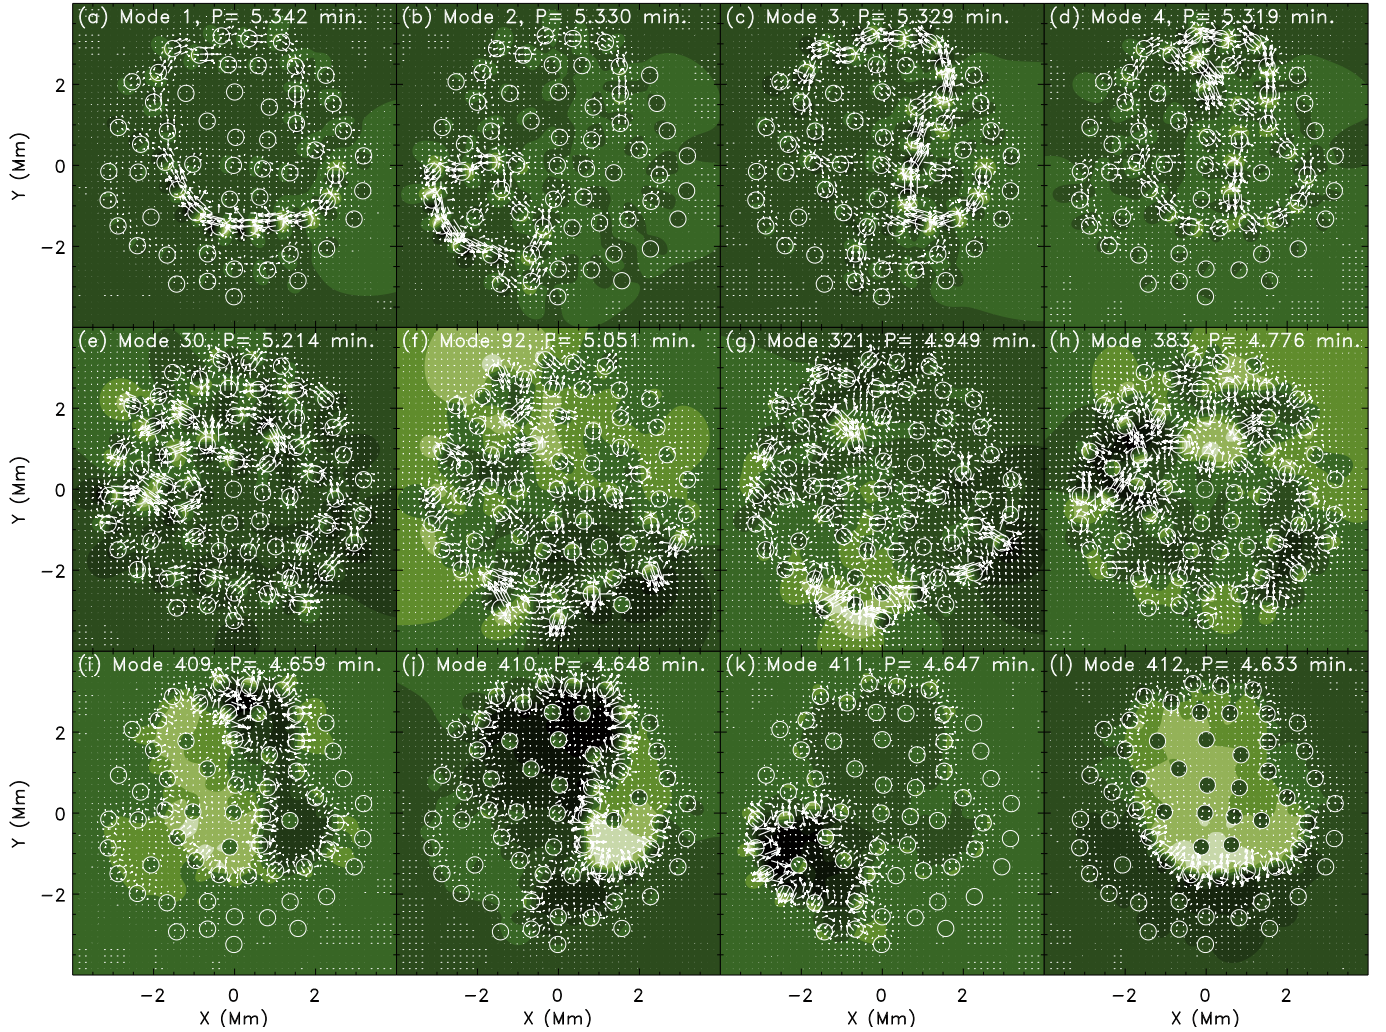 (a) Mode 1, P= 5.342 min.
(b) Mode 2, P= 5.330 min.
(c) Mode 3, P= 5.329 min.
(d) Mode 4, P= 5.319 min.
2
0
−2
Y (Mm)
(e) Mode 30, P= 5.214 min.
(f) Mode 92, P= 5.051 min.
(g) Mode 321, P= 4.949 min.
(h) Mode 383, P= 4.776 min.
2
0
−2
Y (Mm)
(i) Mode 409, P= 4.659 min.
(j) Mode 410, P= 4.648 min.
(k) Mode 411, P= 4.647 min.
(l) Mode 412, P= 4.633 min.
2
0
−2
Y (Mm)
−2 0 2
−2 0 2
−2 0 2
−2 0 2
X (Mm)
X (Mm)
X (Mm)
X (Mm)